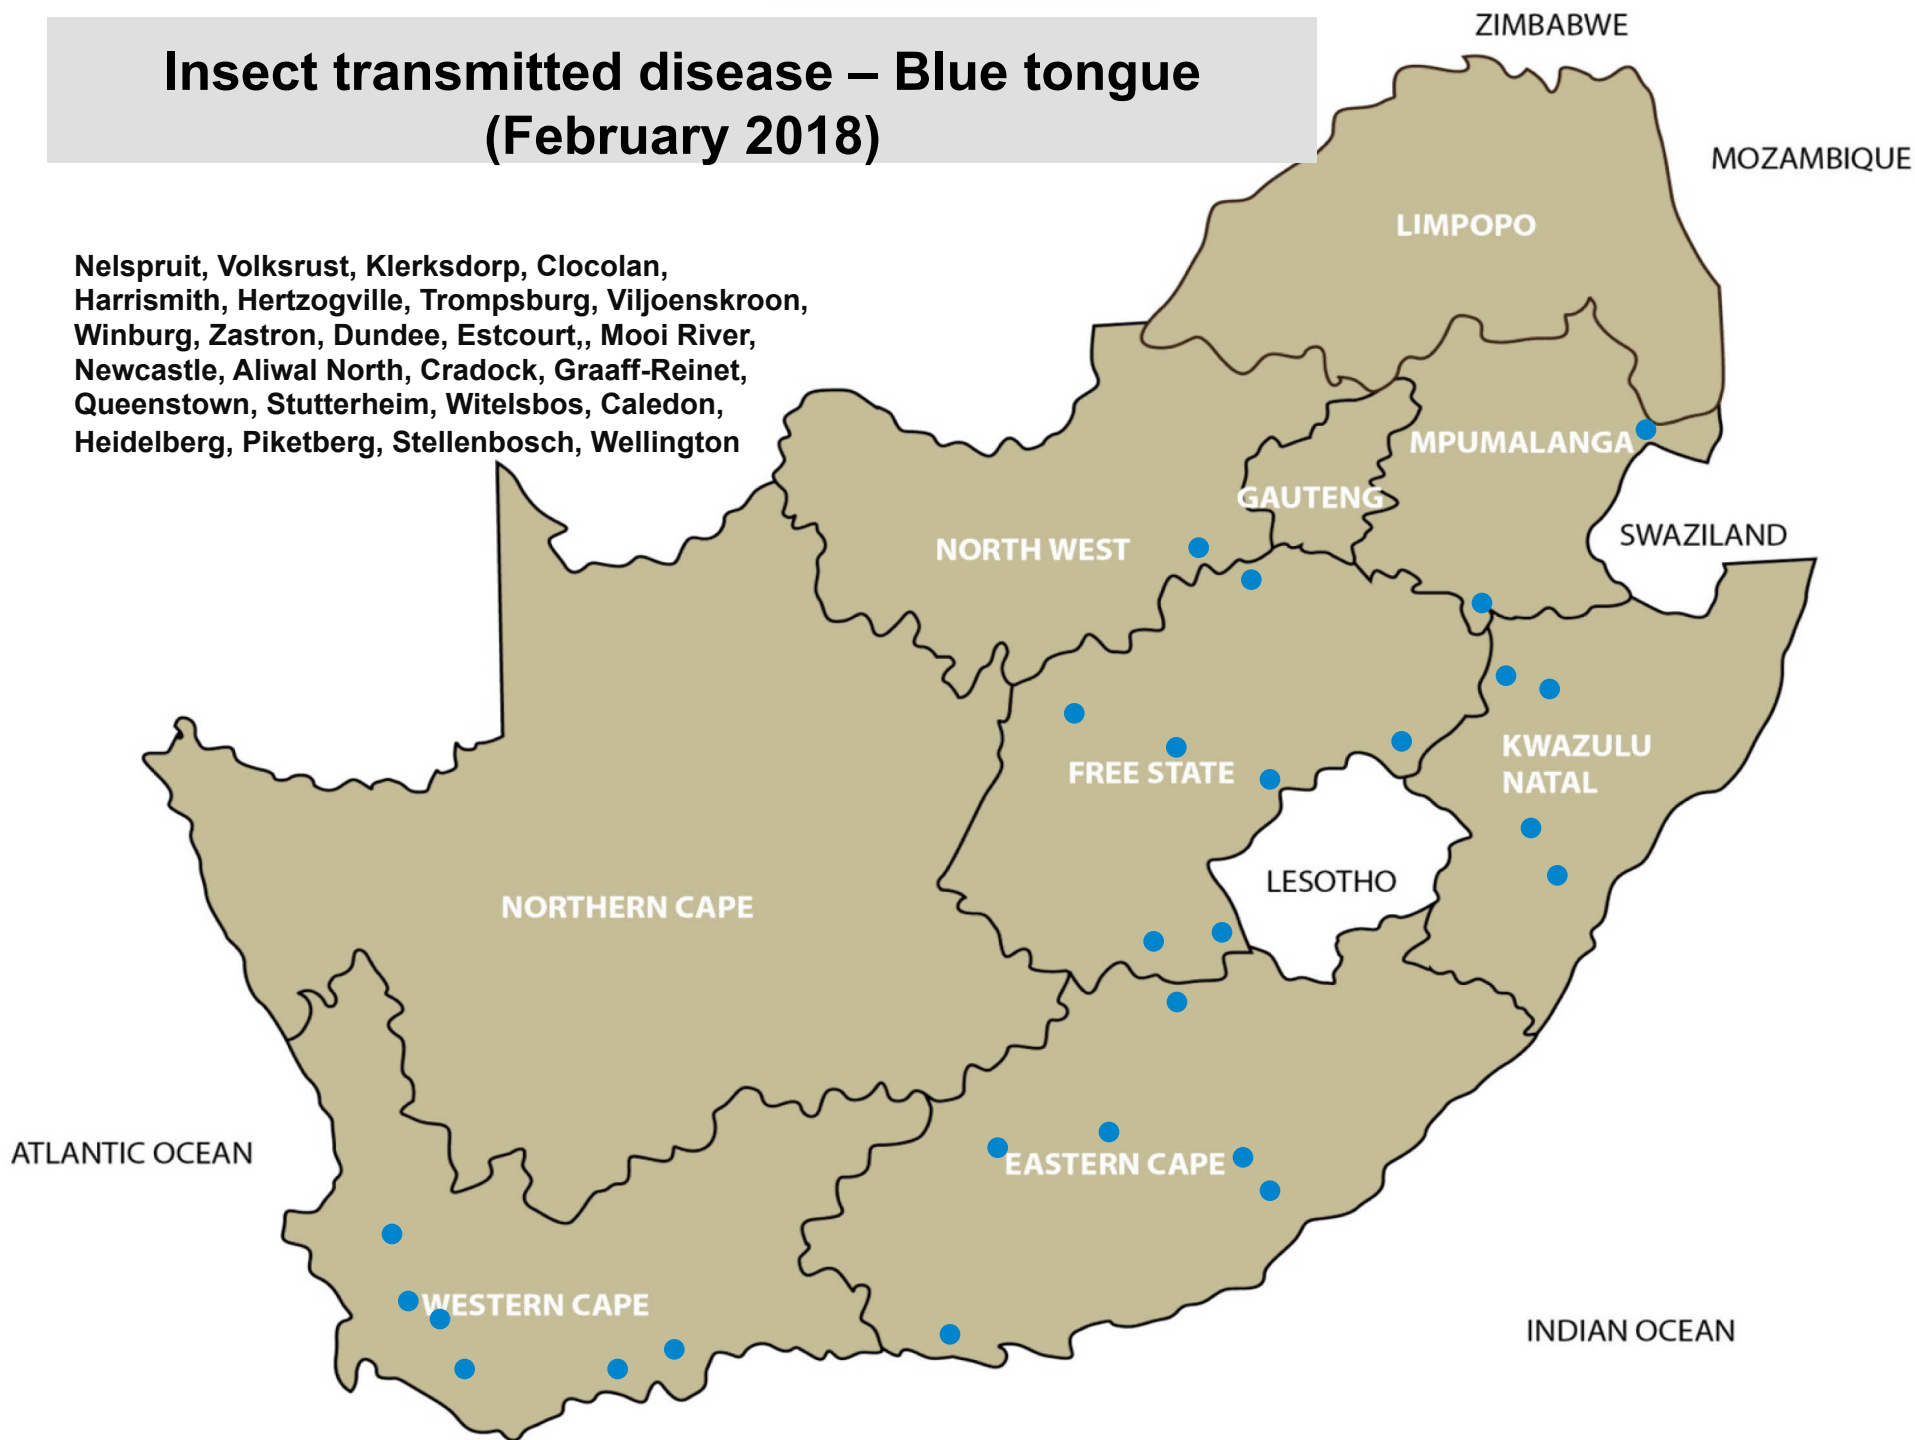 Insect transmitted disease – Blue tongue
(February 2018)
Nelspruit, Volksrust, Klerksdorp, Clocolan,
Harrismith, Hertzogville, Trompsburg, Viljoenskroon,
Winburg, Zastron, Dundee, Estcourt,, Mooi River,
Newcastle, Aliwal North, Cradock, Graaff-Reinet,
Queenstown, Stutterheim, Witelsbos, Caledon,
Heidelberg, Piketberg, Stellenbosch, Wellington
ZIMBABWE
MOZAMBIQUE
LIMPOPO
MPUMALANGA
GAUTENG
SWAZILAND
NORTH WEST
KWAZULU
NATAL
FREE STATE
LESOTHO
NORTHERN CAPE
ATLANTIC OCEAN
EASTERN CAPE
WESTERN CAPE
INDIAN OCEAN